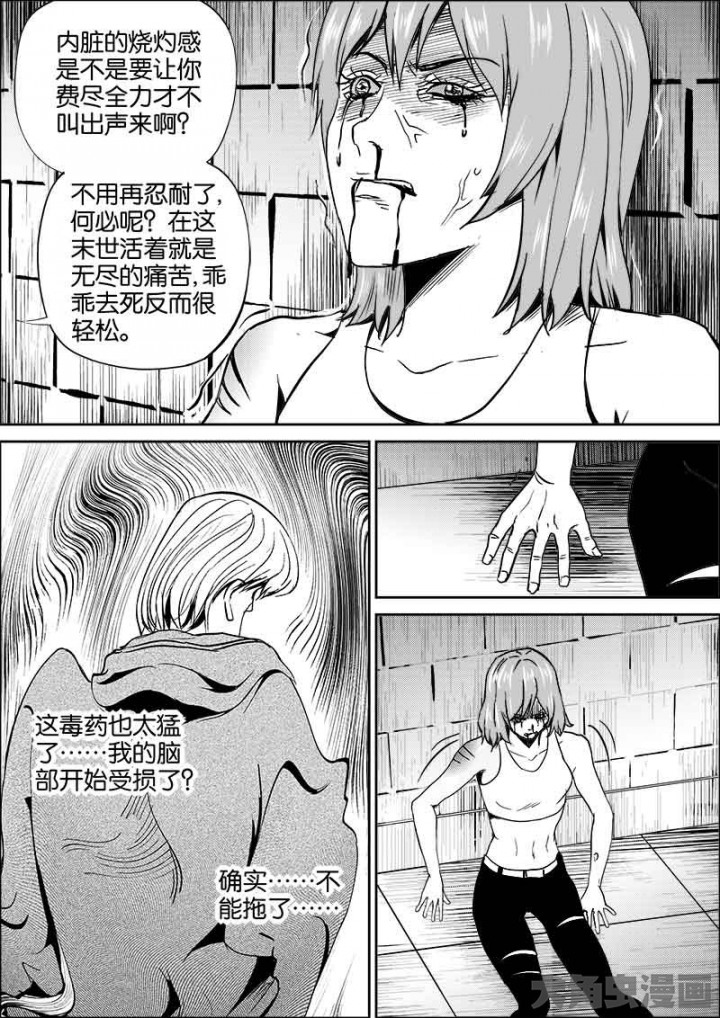 内脏的烧灼感
是不是要让你
费尽全力才不
叫出声来啊？
不用再忍耐了，
何必呢？在这
末世活着就是
无尽的痛苦，乖
乖去死反而很
轻松。
这毒药也太猛
了……我的脑
部开始受损了？
确实……不
能拖了……
大角虫漫画